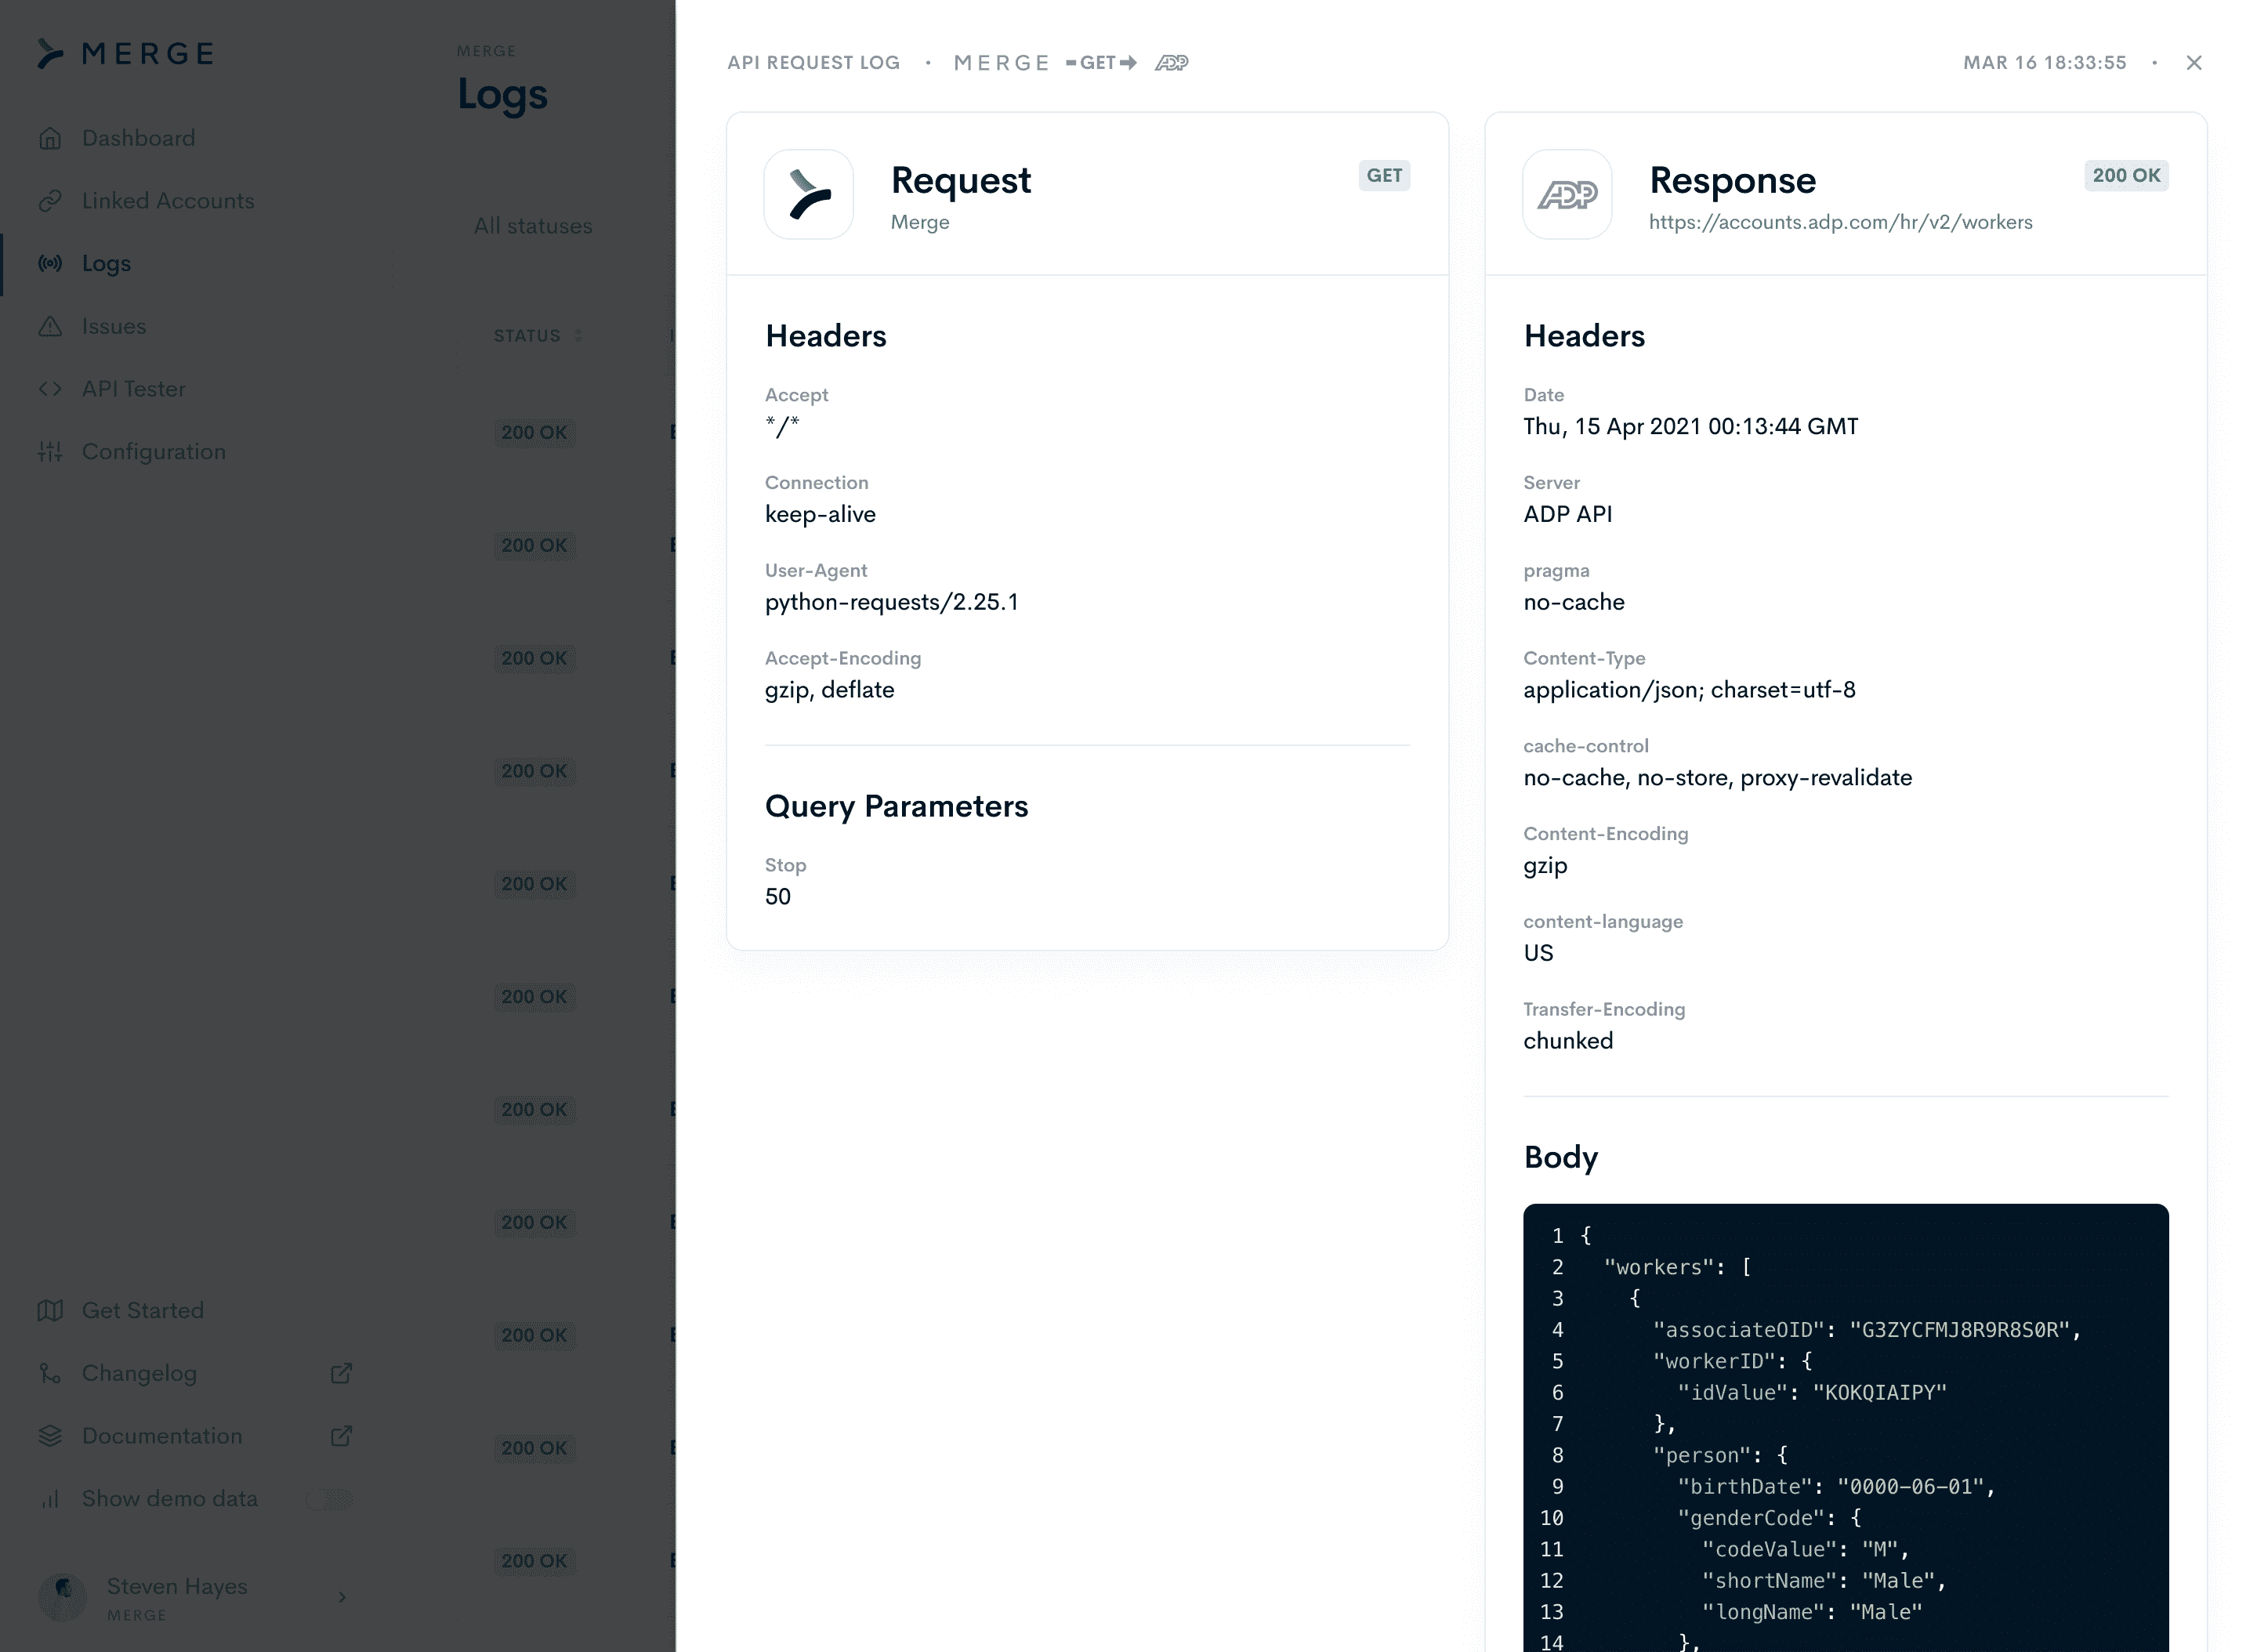 MERGE
Dashboard
Linked Accounts
Logs
Issues
API Tester
Configuration
Get Started
Changelog
Documentation
Show demo data
Steven Hayes
MERGE
MERGE
Logs
All statuses
STATUS
200 OK
200 OK
200 OK
200 OK
200 OK
200 OK
200 OK
200 OK
200 OK
200 OK
200 OK
API REQUEST LOG • MERGE GET ADP
MAR 16 18:33:55 •
Request
Merge
GET
Headers
Accept
*/*
Connection
keep-alive
User-Agent
python-requests/2.25.1
Accept-Encoding
gzip, deflate
Query Parameters
Stop
50
ADP
Response
https://accounts.adp.com/hr/v2/workers
200 OK
Headers
Date
Thu, 15 Apr 2021 00:13:44 GMT
Server
ADP API
pragma
no-cache
Content-Type
application/json; charset=utf-8
cache-control
no-cache, no-store, proxy-revalidate
Content-Encoding
gzip
content-language
US
Transfer-Encoding
chunked
Body
1 {
2 "workers": [
3 {
4 "associateOID": "G3ZYCFMJ8R9R8S0R",
5 "workerID": {
6 "idValue": "KOKQIAIPY"
7 },
8 "person": {
9 "birthDate": "0000-06-01",
10 "genderCode": {
11 "codeValue": "M",
12 "shortName": "Male",
13 "longName": "Male"
14 },